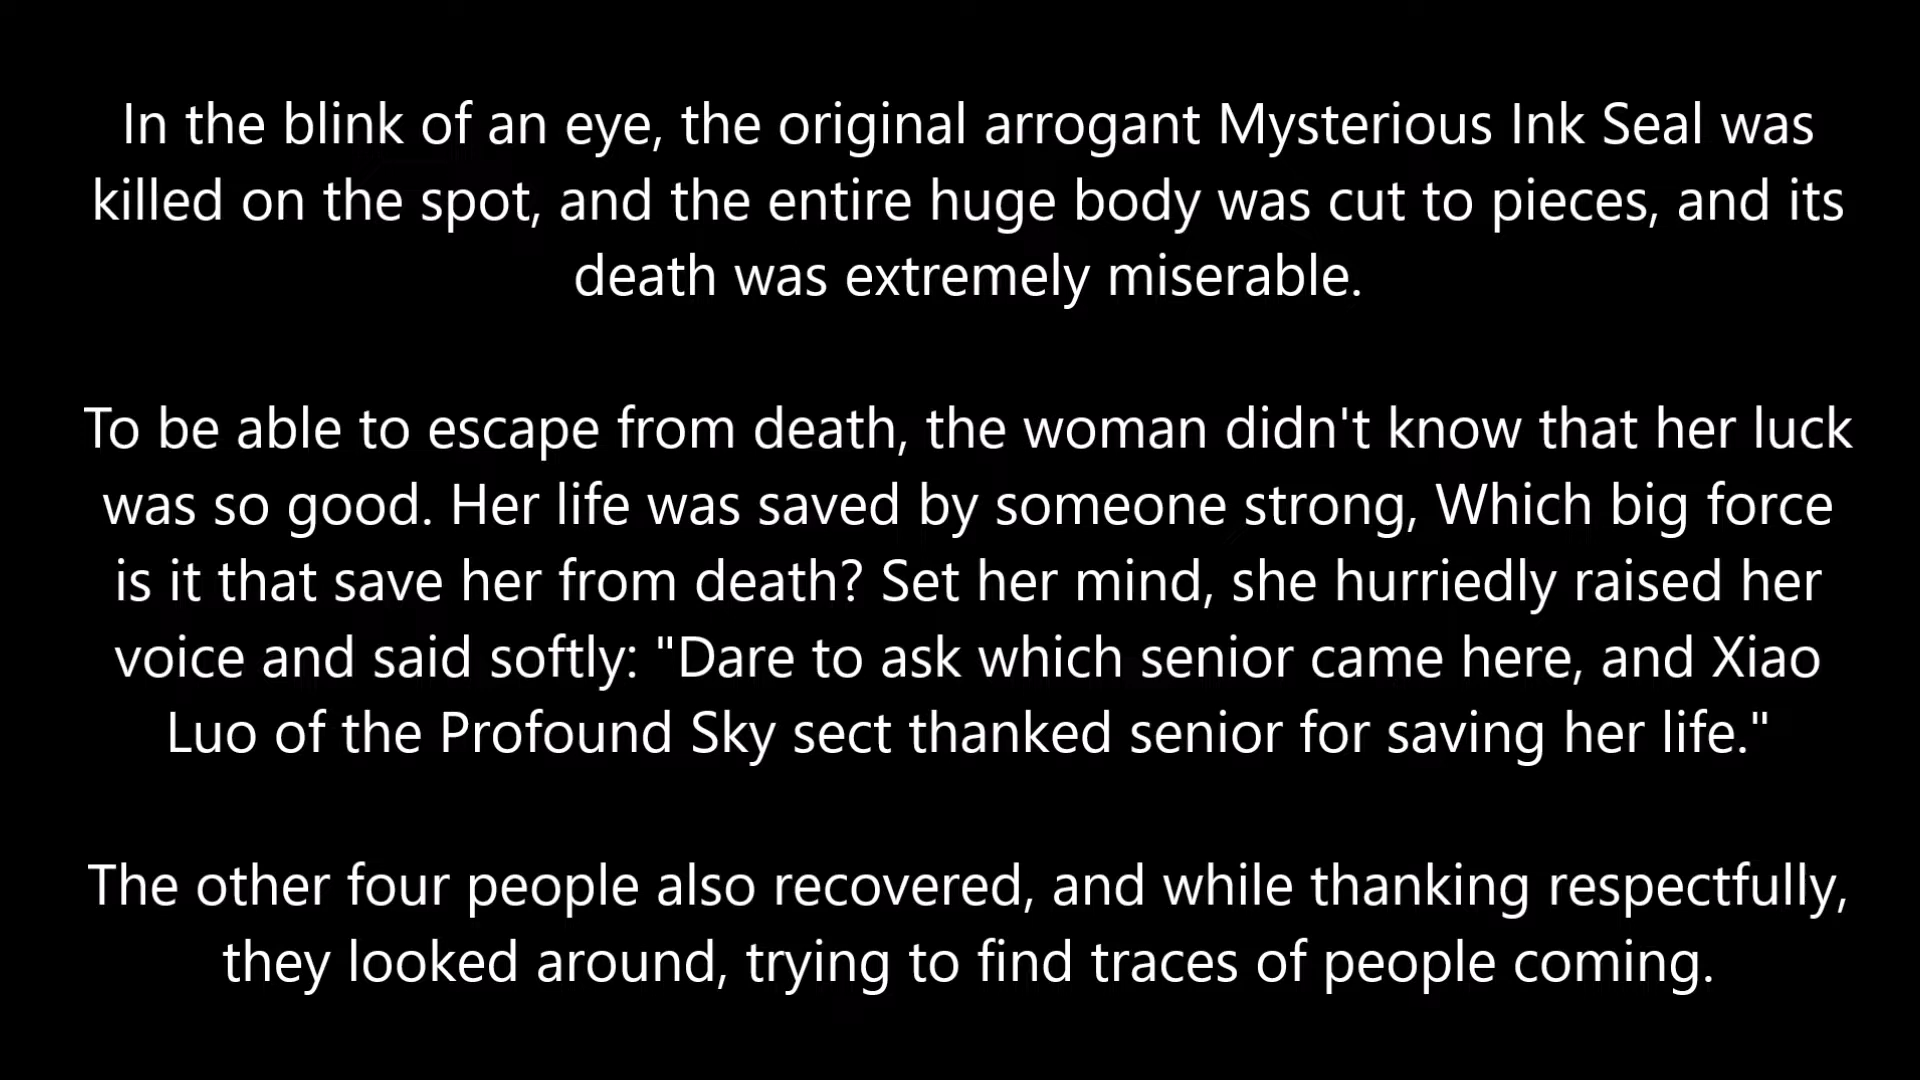 In the blink of an eye, the original arrogant Mysterious Ink Seal was
killed on the spot, and the entire huge body was cut to pieces, and its
death was extremely miserable.
To be able to escape from death, the woman didn't know that her luck
was so good. Her life was saved by someone strong, Which big force
is it that save her from death? Set her mind, she hurriedly raised her
voice and said softly: "Dare to ask which senior came here, and Xiao
Luo of the Profound Sky sect thanked senior for saving her life."
The other four people also recovered, and while thanking respectfully,
they looked around, trying to find traces of people coming.